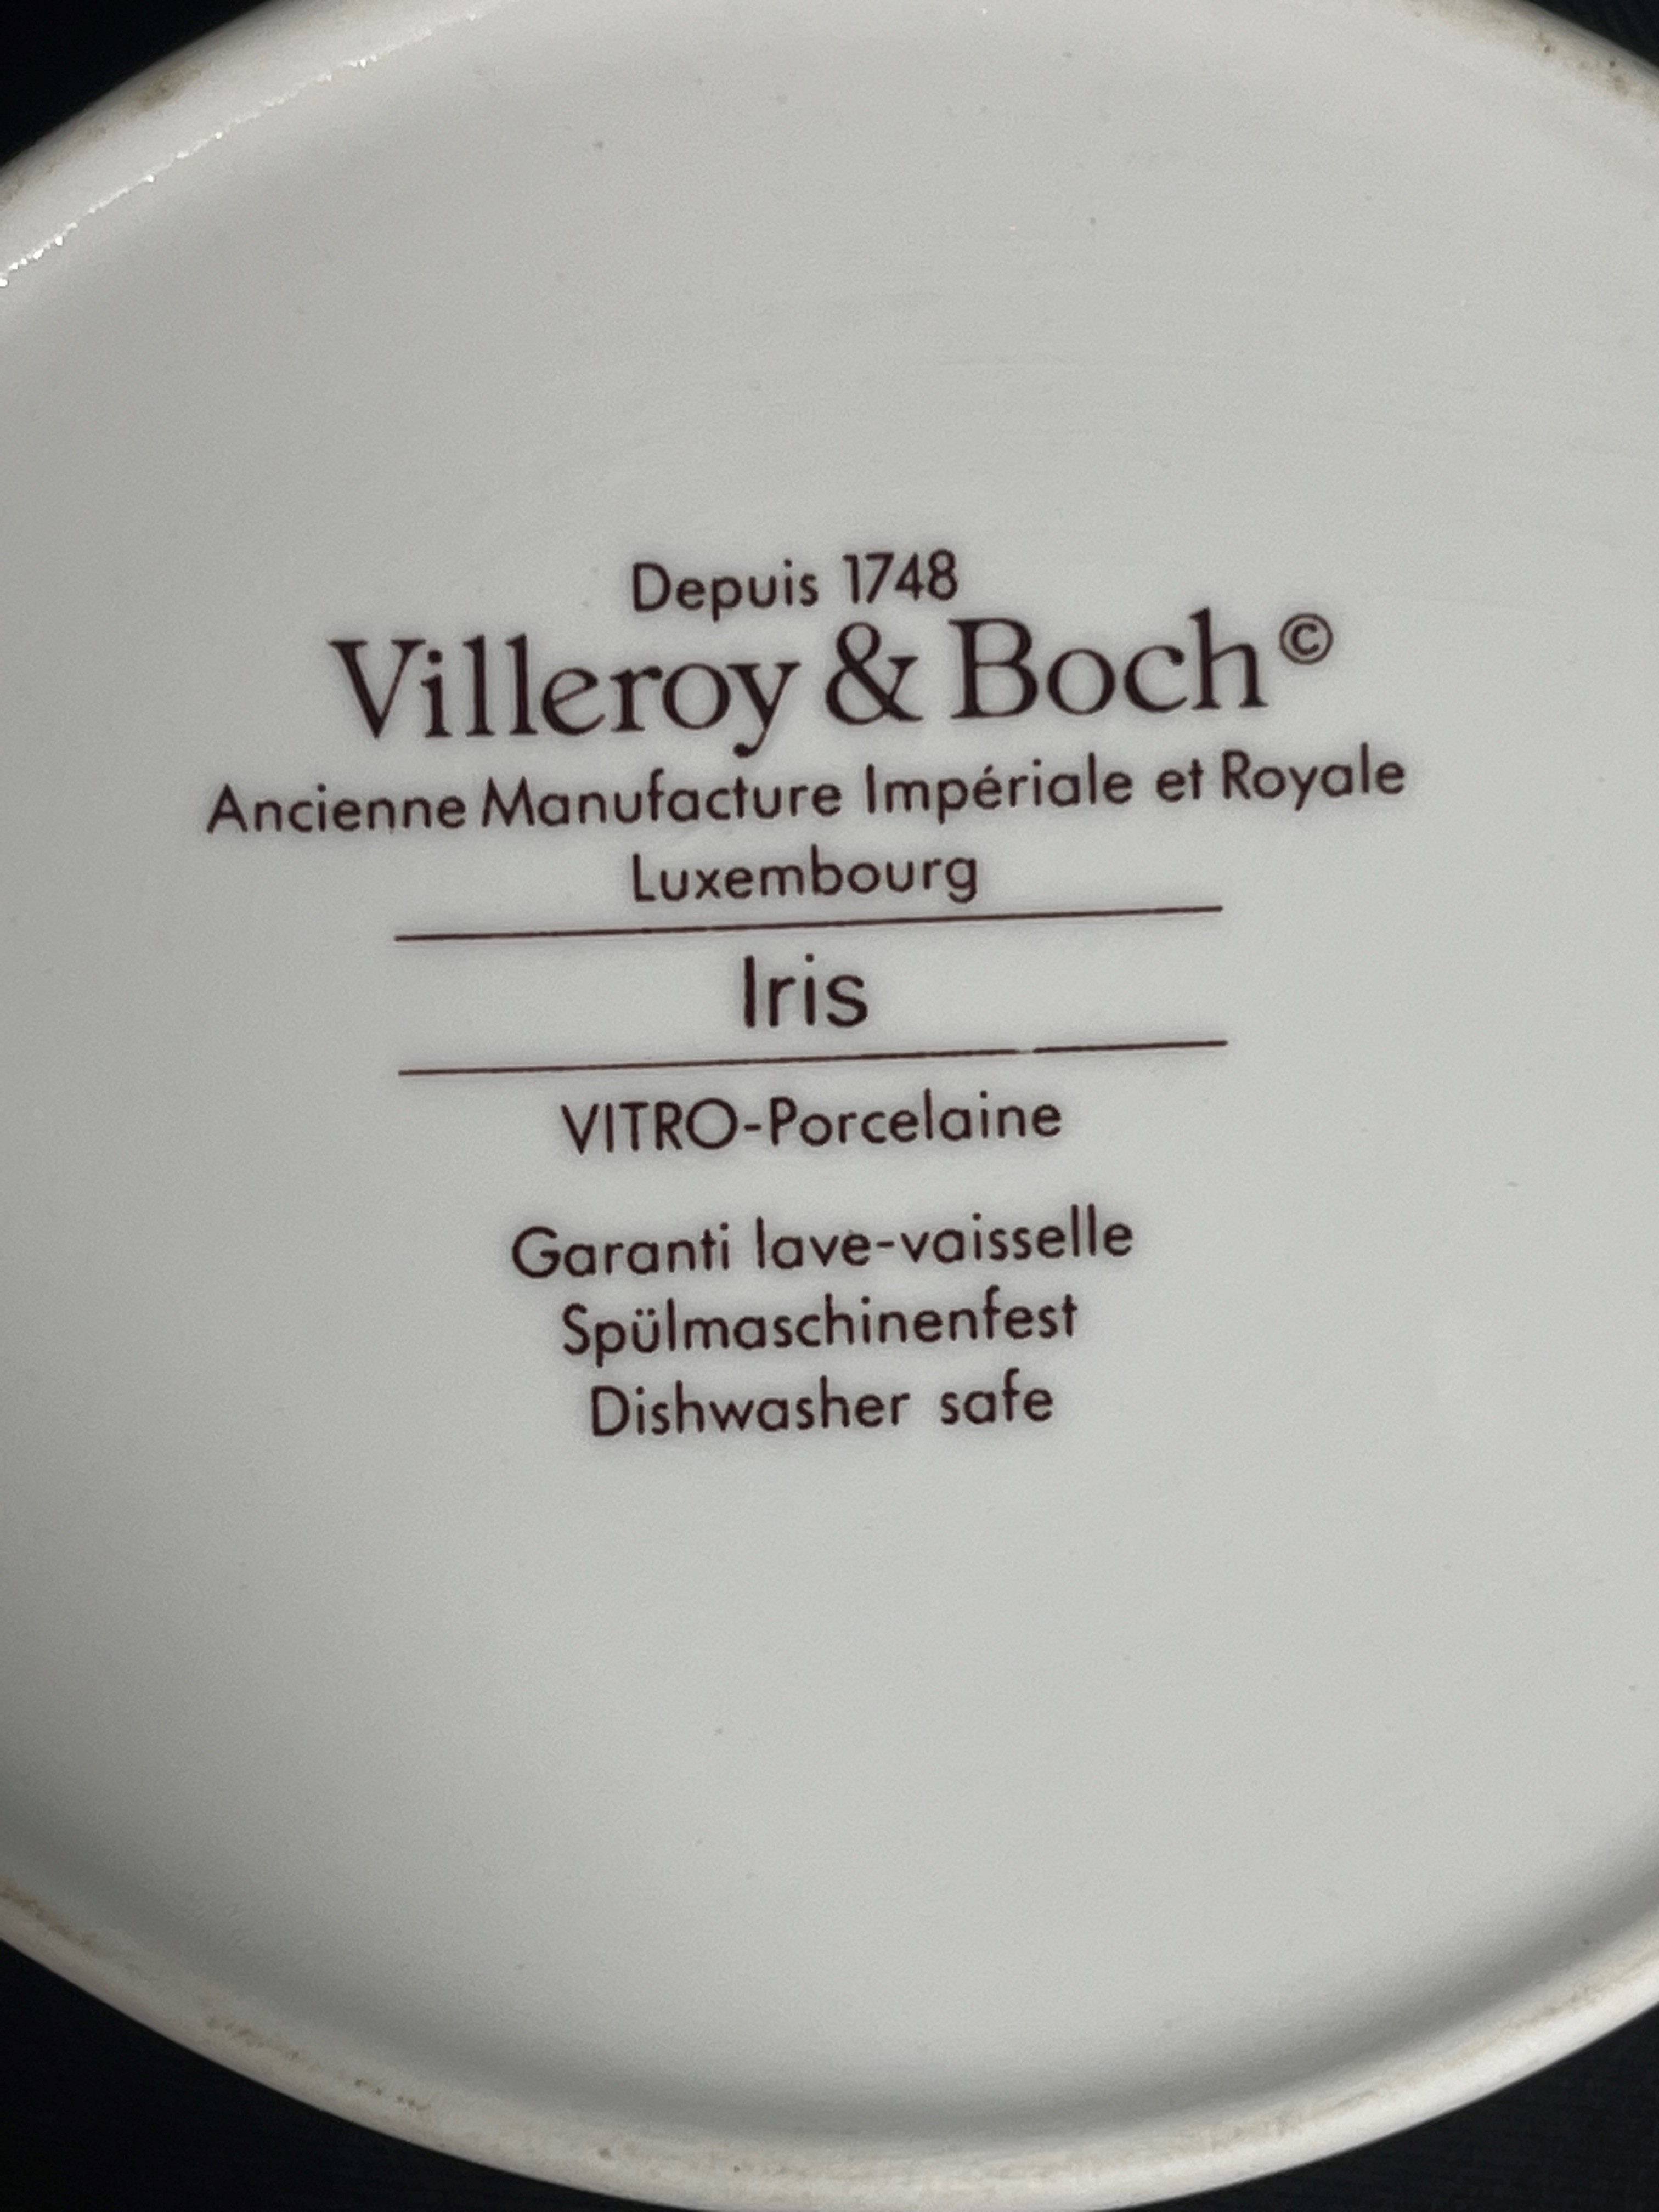 Depuis 1748
Villeroy & Boch©
Ancienne Manufacture Impériale et Royale
Luxembourg
Iris
VITRO-Porcelaine
Garanti lave-vaisselle
Spülmaschinenfest
Dishwasher safe